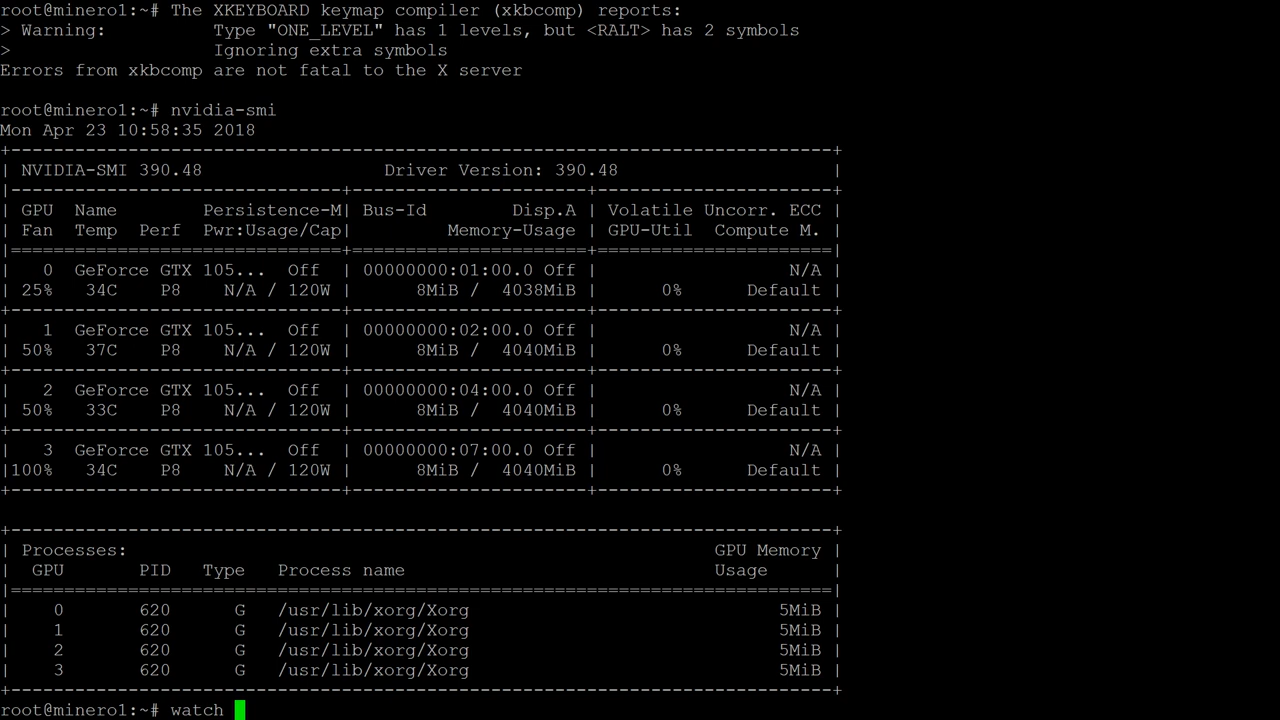 root@minero1:~# The XKEYBOARD keymap compiler (xkbcomp) reports:
> Warning:          Type "ONE_LEVEL" has 1 levels, but <RALT> has 2 symbols
>                   Ignoring extra symbols
Errors from xkbcomp are not fatal to the X server
root@minero1:~# nvidia-smi
Mon Apr 23 10:58:35 2018
+-----------------------------------------------------------------------------+
| NVIDIA-SMI 390.48                 Driver Version: 390.48                    |
|-------------------------------+----------------------+----------------------+
| GPU  Name        Persistence-M| Bus-Id        Disp.A | Volatile Uncorr. ECC |
| Fan  Temp  Perf  Pwr:Usage/Cap|         Memory-Usage | GPU-Util  Compute M. |
|===============================+======================+======================|
|   0  GeForce GTX 105...  Off  | 00000000:01:00.0 Off |                  N/A |
| 25%   34C    P8    N/A / 120W |      8MiB /  4038MiB |      0%      Default |
+-------------------------------+----------------------+----------------------+
|   1  GeForce GTX 105...  Off  | 00000000:02:00.0 Off |                  N/A |
| 50%   37C    P8    N/A / 120W |      8MiB /  4040MiB |      0%      Default |
+-------------------------------+----------------------+----------------------+
|   2  GeForce GTX 105...  Off  | 00000000:04:00.0 Off |                  N/A |
| 50%   33C    P8    N/A / 120W |      8MiB /  4040MiB |      0%      Default |
+-------------------------------+----------------------+----------------------+
|   3  GeForce GTX 105...  Off  | 00000000:07:00.0 Off |                  N/A |
|100%   34C    P8    N/A / 120W |      8MiB /  4040MiB |      0%      Default |
+-------------------------------+----------------------+----------------------+
+-----------------------------------------------------------------------------+
| Processes:                                                       GPU Memory |
|  GPU       PID   Type   Process name                             Usage      |
|=============================================================================|
|    0       620      G   /usr/lib/xorg/Xorg                             5MiB |
|    1       620      G   /usr/lib/xorg/Xorg                             5MiB |
|    2       620      G   /usr/lib/xorg/Xorg                             5MiB |
|    3       620      G   /usr/lib/xorg/Xorg                             5MiB |
+-----------------------------------------------------------------------------+
root@minero1:~# watch